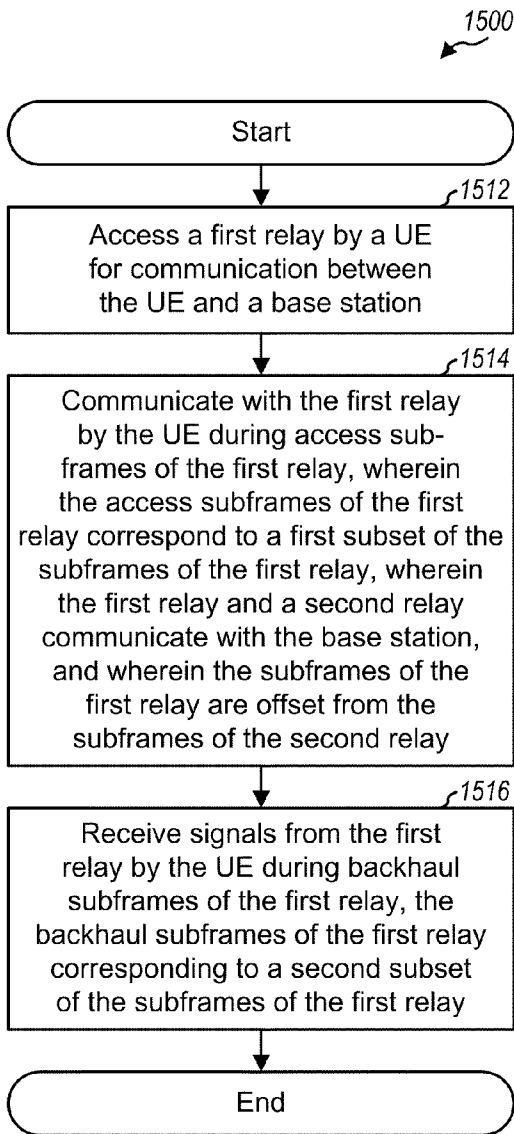 1500
Start
1512
Access a first relay by a UE
for communication between
the UE and a base station
1514
Communicate with the first relay
by the UE during access sub-
frames of the first relay, wherein
the access subframes of the first
relay correspond to a first subset of the
subframes of the first relay, wherein
the first relay and a second relay
communicate with the base station,
and wherein the subframes of the
first relay are offset from the
subframes of the second relay
1516
Receive signals from the first
relay by the UE during backhaul
subframes of the first relay, the
backhaul subframes of the first relay
corresponding to a second subset
of the subframes of the first relay
End